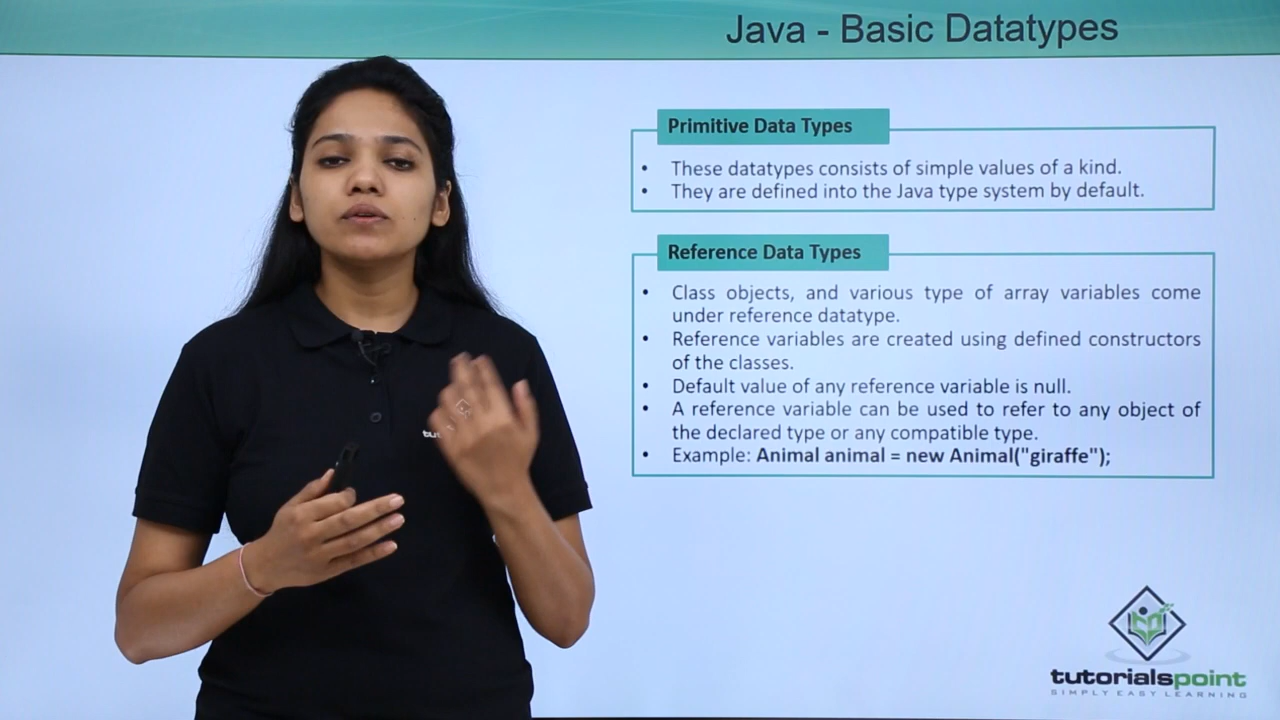 Java - Basic Datatypes
Primitive Data Types
• These datatypes consists of simple values of a kind.
• They are defined into the Java type system by default.
Reference Data Types
• Class objects, and various type of array variables come
under reference datatype.
• Reference variables are created using defined constructors
of the classes.
• Default value of any reference variable is null.
• A reference variable can be used to refer to any object of
the declared type or any compatible type.
• Example: Animal animal = new Animal("giraffe");
tutorialspoint
SIMPLY EASY LEARNING